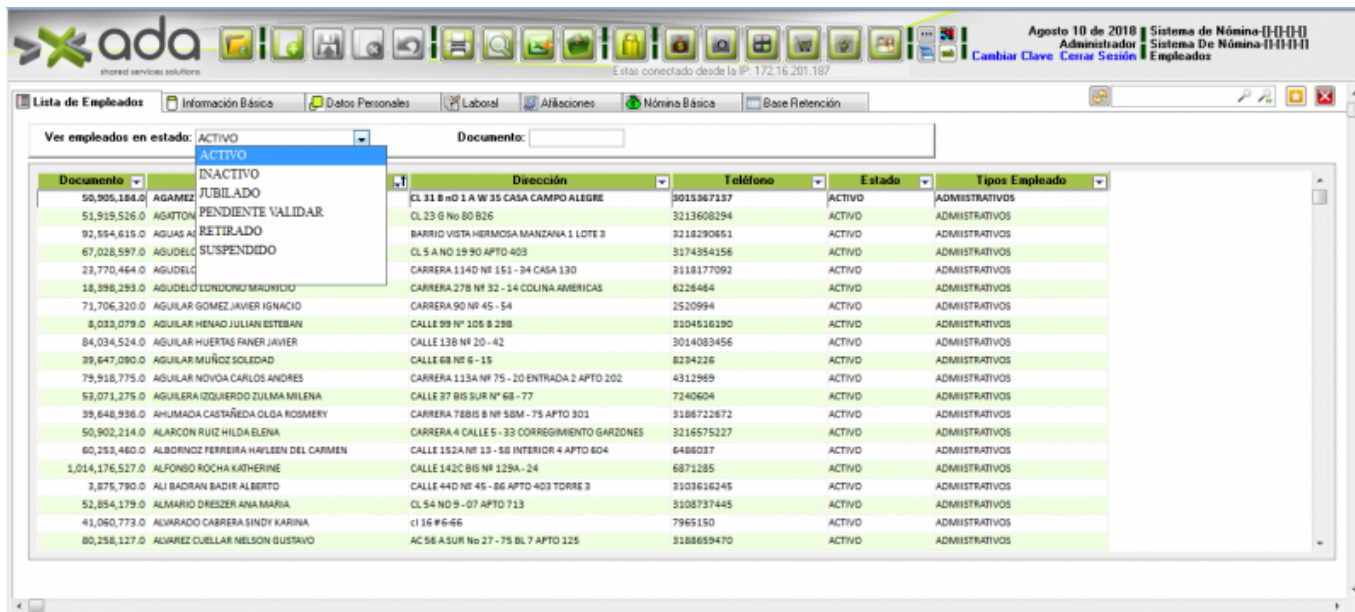 ada
shared services solutions
Estas conectado desde la IP: 172.16.201.187
Agosto 10 de 2018 Sistema de Nómina-[]-[]-[]-[]
Administrador Sistema De Nómina-[]-[]-[]-[]
Cambiar Clave Cerrar Sesión Empleados
Lista de Empleados Información Básica Datos Personales Laboral Afiliaciones Nómina Básica Base Retención
Ver empleados en estado: ACTIVO Documento:
ACTIVO
INACTIVO
JUBILADO
PENDIENTE VALIDAR
RETIRADO
SUSPENDIDO
Documento Dirección Teléfono Estado Tipos Empleado
50,905,184.0 AGAMEZ CL 31 B nO 1 A W 35 CASA CAMPO ALEGRE 3015367137 ACTIVO ADMIISTRATIVOS
51,919,526.0 AGATTON CL 23 G No 80 B26 3213608294 ACTIVO ADMIISTRATIVOS
92,554,615.0 AGUAS BARRIO VISTA HERMOSA MANZANA 1 LOTE 3 3218290651 ACTIVO ADMIISTRATIVOS
67,028,597.0 AGUDELO CL 5 A NO 19 90 APTO 403 3174354156 ACTIVO ADMIISTRATIVOS
23,770,464.0 AGUDELO CARRERA 114D Nº 151 - 34 CASA 130 3118177092 ACTIVO ADMIISTRATIVOS
18,398,293.0 AGUDELO LONDOÑO MAURICIO CARRERA 27B Nº 32 - 14 COLINA AMERICAS 6226464 ACTIVO ADMIISTRATIVOS
71,706,320.0 AGUILAR GOMEZ JAVIER IGNACIO CARRERA 90 Nº 45 - 54 2520994 ACTIVO ADMIISTRATIVOS
8,033,079.0 AGUILAR HENAO JULIAN ESTEBAN CALLE 99 N° 105 B 29B 3104516190 ACTIVO ADMIISTRATIVOS
84,034,524.0 AGUILAR HUERTAS FANER JAVIER CALLE 13B Nº 20 - 42 3014083456 ACTIVO ADMIISTRATIVOS
39,647,090.0 AGUILAR MUÑOZ SOLEDAD CALLE 6B Nº 6 - 15 8234226 ACTIVO ADMIISTRATIVOS
79,918,775.0 AGUILAR NOVOA CARLOS ANDRES CARRERA 113A Nº 75 - 20 ENTRADA 2 APTO 202 4312969 ACTIVO ADMIISTRATIVOS
53,071,275.0 AGUILERA IZQUIERDO ZULMA MILENA CALLE 37 BIS SUR N° 68 - 77 7240604 ACTIVO ADMIISTRATIVOS
39,648,936.0 AHUMADA CASTAÑEDA OLGA ROSMERY CARRERA 78BIS B Nº 58M - 75 APTO 301 3186722672 ACTIVO ADMIISTRATIVOS
50,902,214.0 ALARCON RUIZ HILDA ELENA CARRERA 4 CALLE 5 - 33 CORREGIMIENTO GARZONES 3216575227 ACTIVO ADMIISTRATIVOS
60,253,460.0 ALBORNOZ FERREIRA HAYLEEN DEL CARMEN CALLE 152A Nº 13 - 58 INTERIOR 4 APTO 604 6486037 ACTIVO ADMIISTRATIVOS
1,014,176,527.0 ALFONSO ROCHA KATHERINE CALLE 142C BIS Nº 129A - 24 6871285 ACTIVO ADMIISTRATIVOS
3,875,790.0 ALI BADRAN BADIR ALBERTO CALLE 44D Nº 45 - 86 APTO 403 TORRE 3 3103616245 ACTIVO ADMIISTRATIVOS
52,854,179.0 ALMARIO DRESZER ANA MARIA CL 54 NO 9 - 07 APTO 713 3108737445 ACTIVO ADMIISTRATIVOS
41,060,773.0 ALVARADO CABRERA SINDY KARINA cl 16 # 6-66 7965150 ACTIVO ADMIISTRATIVOS
80,258,127.0 ALVAREZ CUELLAR NELSON GUSTAVO AC 56 A SUR No 27 - 75 BL 7 APTO 125 3188659470 ACTIVO ADMIISTRATIVOS